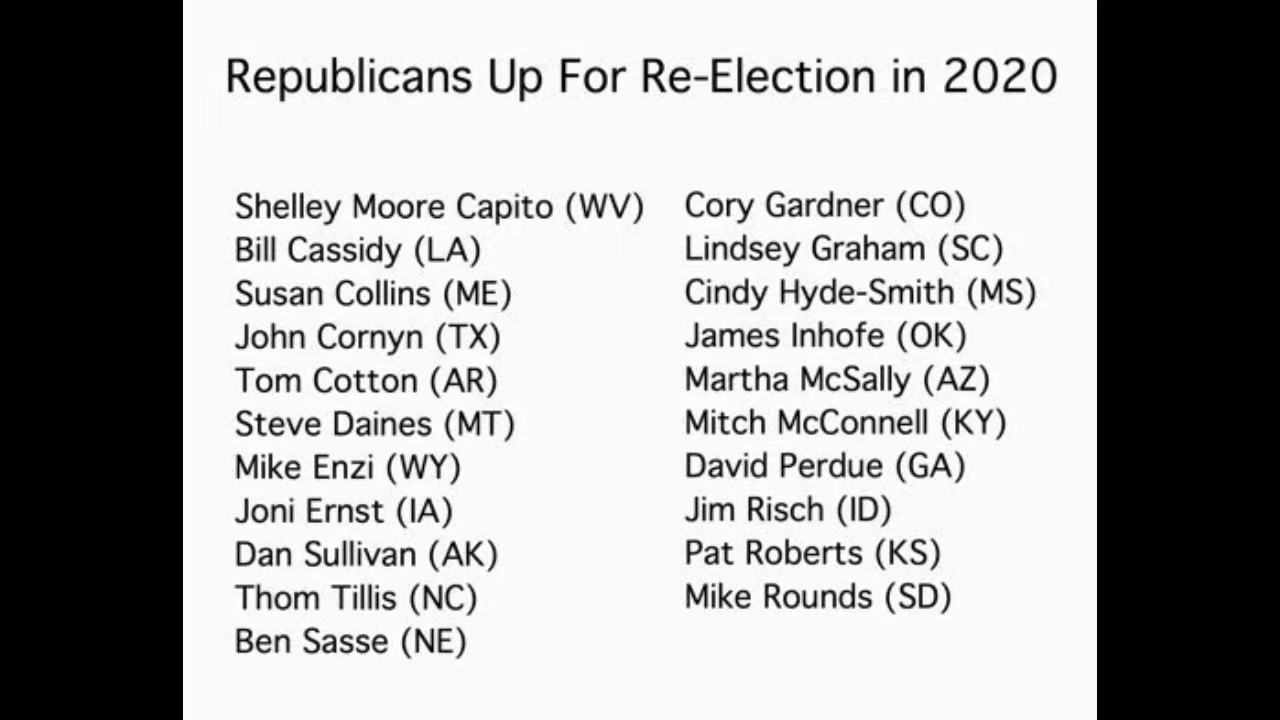 Republicans Up For Re-Election in 2020
Shelley Moore Capito (WV)
Bill Cassidy (LA)
Susan Collins (ME)
John Cornyn (TX)
Tom Cotton (AR)
Steve Daines (MT)
Mike Enzi (WY)
Joni Ernst (IA)
Dan Sullivan (AK)
Thom Tillis (NC)
Ben Sasse (NE)
Cory Gardner (CO)
Lindsey Graham (SC)
Cindy Hyde-Smith (MS)
James Inhofe (OK)
Martha McSally (AZ)
Mitch McConnell (KY)
David Perdue (GA)
Jim Risch (ID)
Pat Roberts (KS)
Mike Rounds (SD)